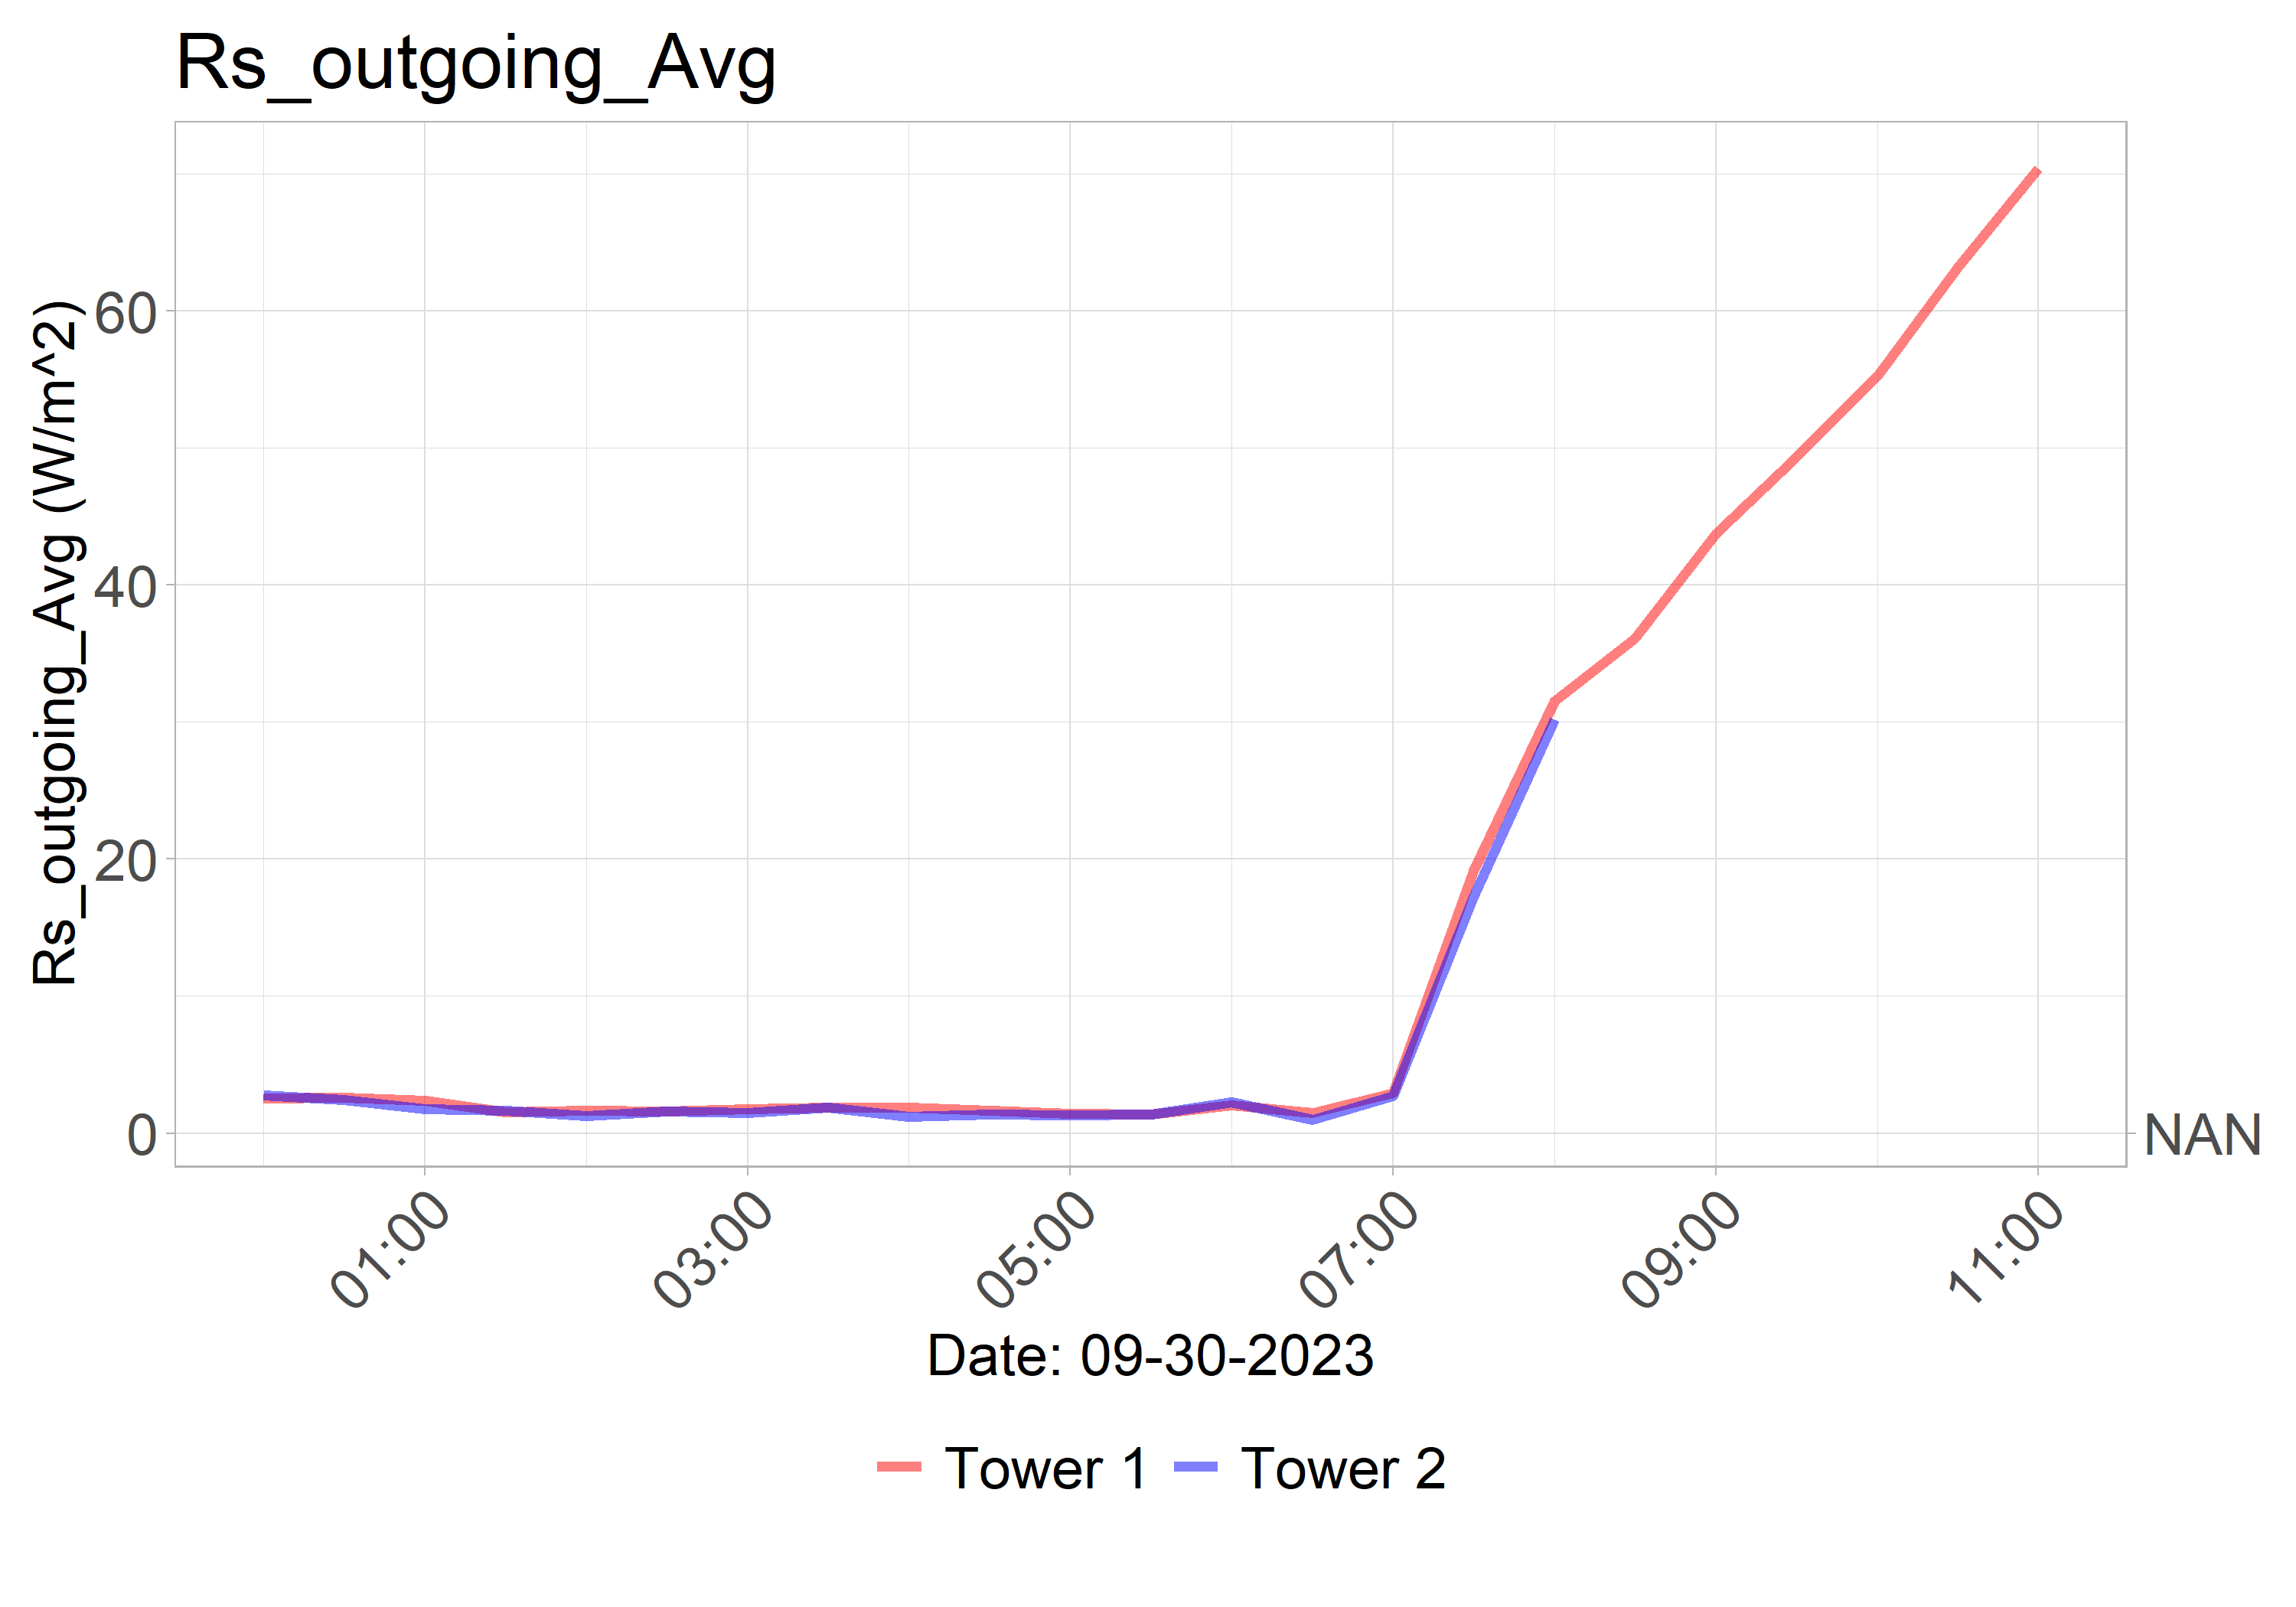 Rs_outgoing_Avg
Rs_outgoing_Avg (W/m^2)
60
40
20
0
NAN
01:00 03:00 05:00 07:00 09:00 11:00
Date: 09-30-2023
Tower 1 Tower 2